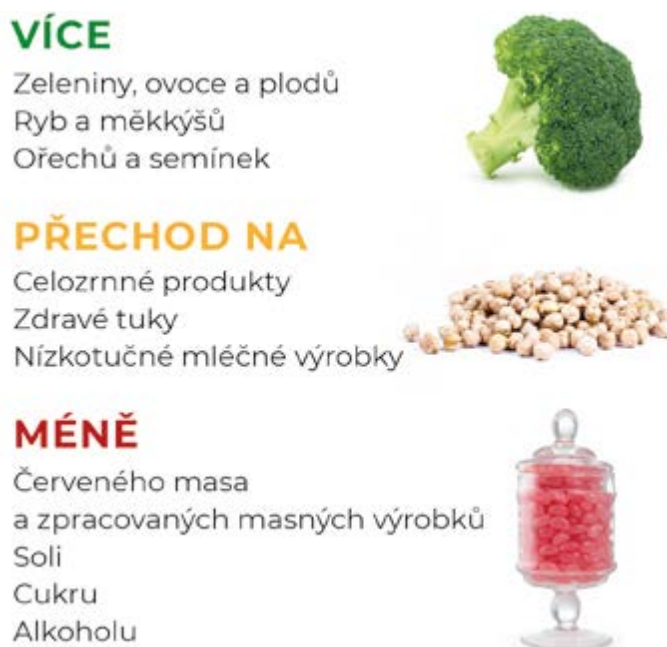 VÍCE
Zeleniny, ovoce a plodů
Ryb a měkkýšů
Ořechů a semínek
PŘECHOD NA
Celozrnné produkty
Zdravé tuky
Nízkotučné mléčné výrobky
MÉNĚ
Červeného masa
a zpracovaných masných výrobků
Soli
Cukru
Alkoholu